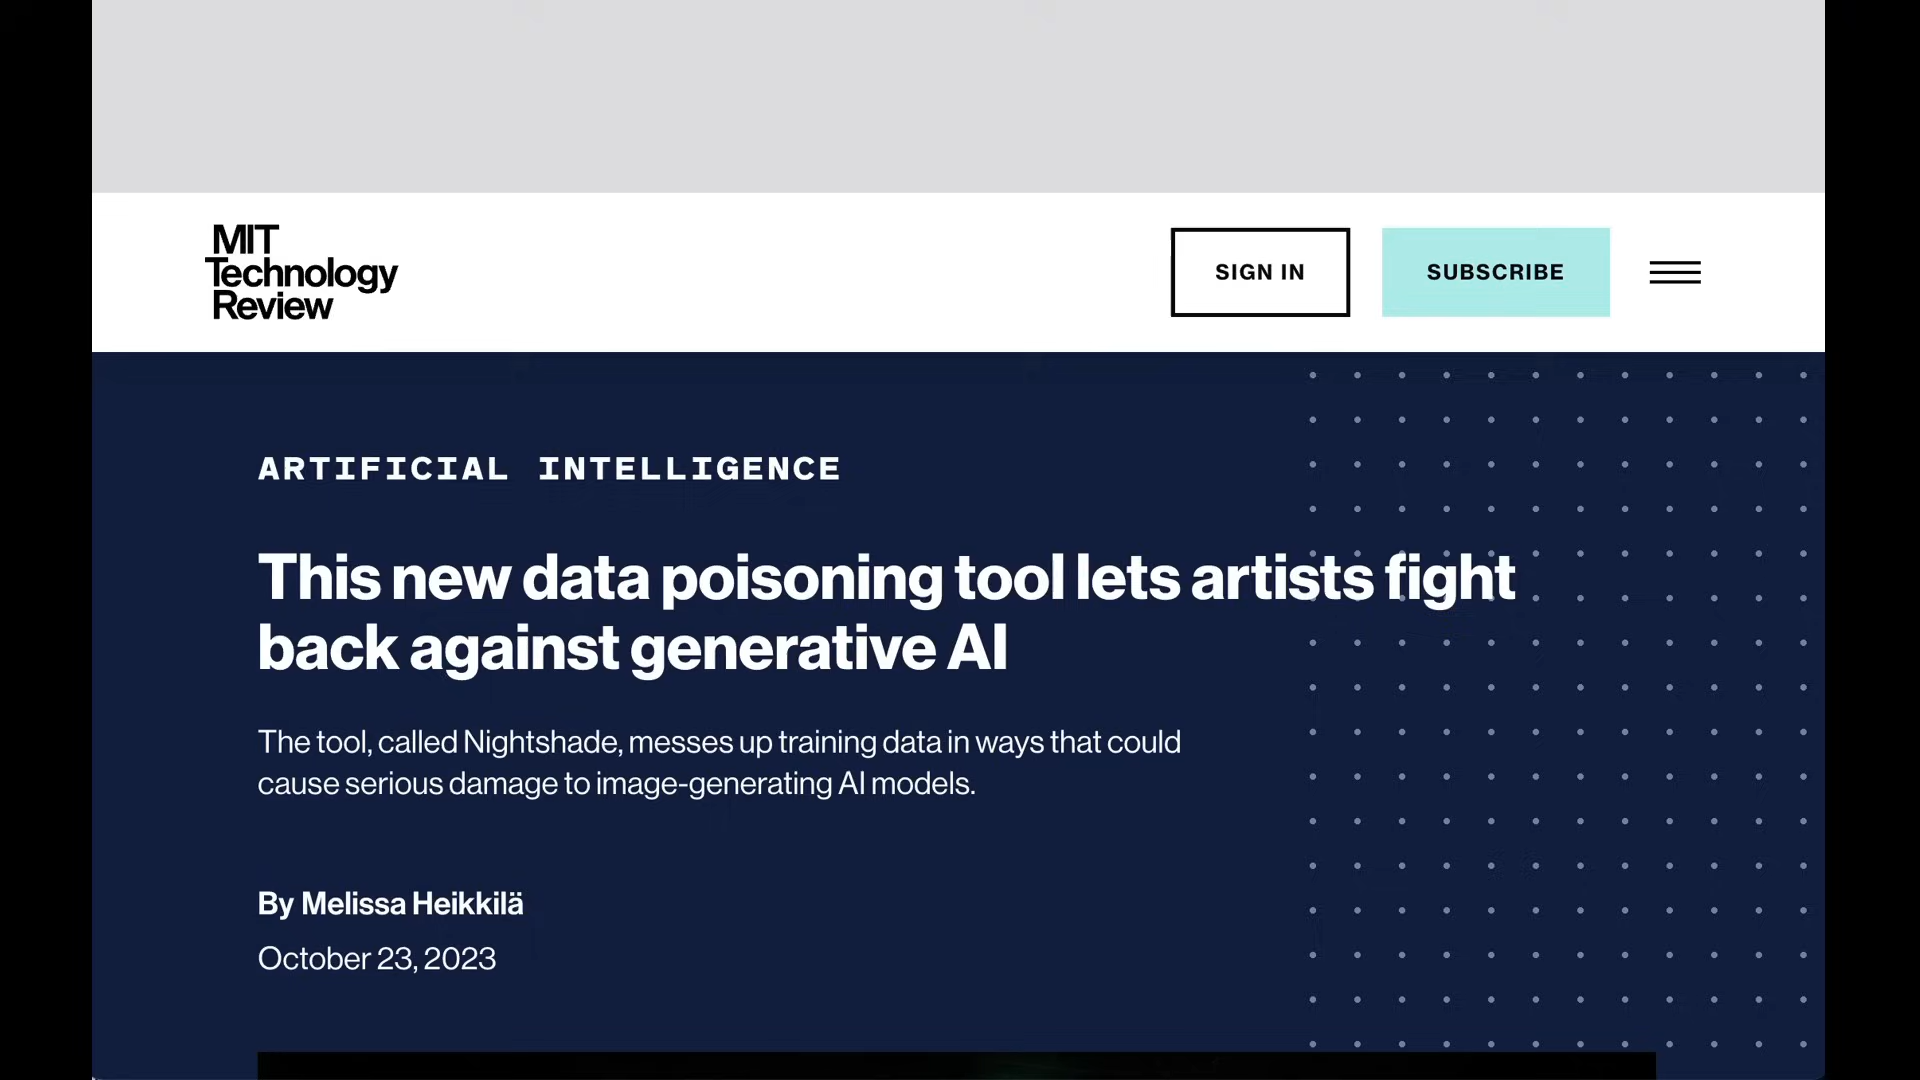 MIT
Technology
Review
SIGN IN
SUBSCRIBE
ARTIFICIAL INTELLIGENCE
This new data poisoning tool lets artists fight
back against generative AI
The tool, called Nightshade, messes up training data in ways that could
cause serious damage to image-generating AI models.
By Melissa Heikkilä
October 23, 2023